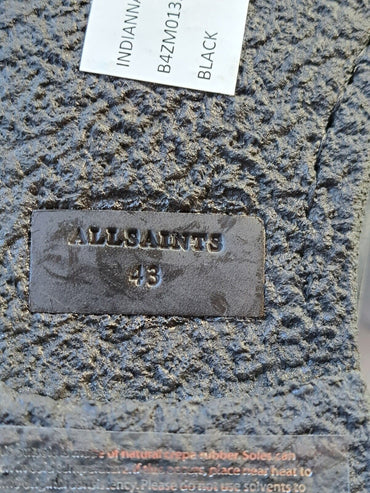 INDIANNA
B4ZM013
BLACK
ALLSAINTS
43
of natural crepe rubber. Soles can
place near heat to
Please do not use solvents to